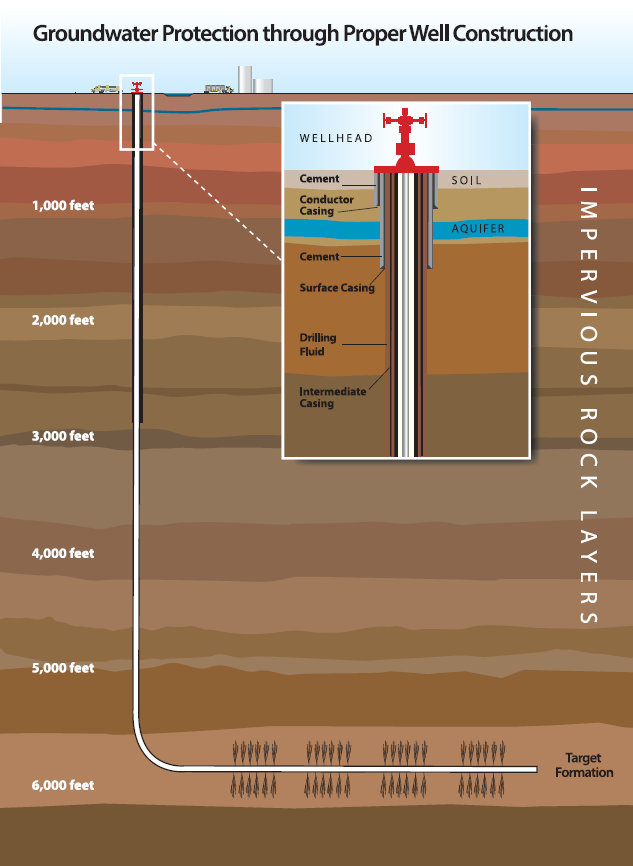 Groundwater Protection through Proper Well Construction
WELLHEAD
Cement
SOIL
Conductor
Casing
AQUIFER
Cement
Surface Casing
Drilling
Fluid
Intermediate
Casing
1,000 feet
2,000 feet
3,000 feet
4,000 feet
5,000 feet
6,000 feet
IMPERVIOUS ROCK LAYERS
Target
Formation